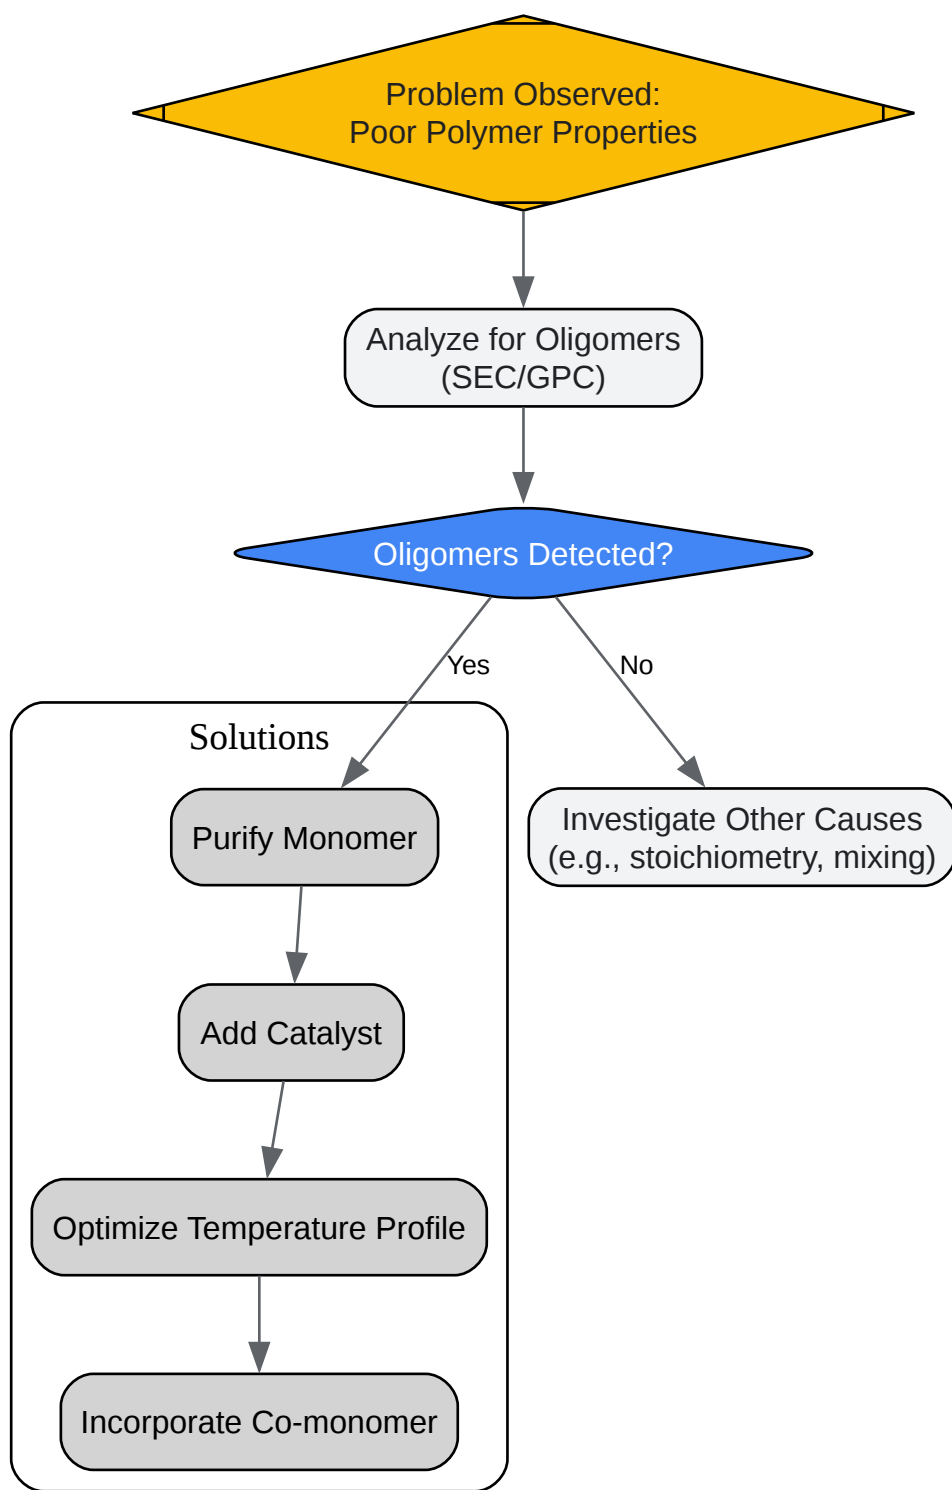 Problem Observed:
Poor Polymer Properties
Analyze for Oligomers
(SEC/GPC)
Oligomers Detected?
Yes
No
Solutions
Purify Monomer
Investigate Other Causes
(e.g., stoichiometry, mixing)
Add Catalyst
Optimize Temperature Profile
Incorporate Co-monomer